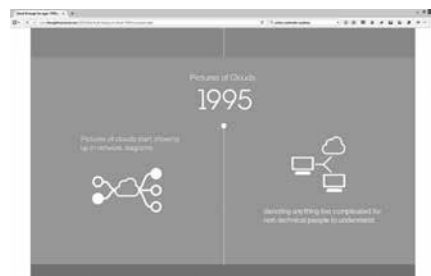 Pictures of Clouds
1995
Pictures of clouds start showing
up in network diagrams
denoting anything too complicated for
non-technical people to understand.